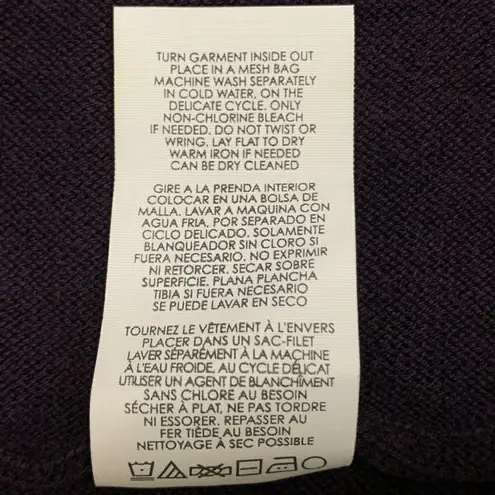 TURN GARMENT INSIDE OUT
PLACE IN A MESH BAG
MACHINE WASH SEPARATELY
IN COLD WATER, ON THE
DELICATE CYCLE. ONLY
NON-CHLORINE BLEACH
IF NEEDED. DO NOT TWIST OR
WRING. LAY FLAT TO DRY
WARM IRON IF NEEDED
CAN BE DRY CLEANED
GIRE A LA PRENDA INTERIOR
COLOCAR EN UNA BOLSA DE
MALLA. LAVAR A MAQUINA CON
AGUA FRIA, POR SEPARADO EN
CICLO DELICADO. SOLAMENTE
BLANQUEADOR SIN CLORO SI
FUERA NECESARIO. NO EXPRIMIR
NI RETORCER. SECAR SOBRE
SUPERFICIE. PLANA PLANCHA
TIBIA SI FUERA NECESARIO
SE PUEDE LAVAR EN SECO
TOURNEZ LE VÊTEMENT À L'ENVERS
PLACER DANS UN SAC-FILET
LAVER SÉPARÉMENT À LA MACHINE
À L'EAU FROIDE, AU CYCLE DÉLICAT
UTILISER UN AGENT DE BLANCHIMENT
SANS CHLORE AU BESOIN
SÉCHER À PLAT, NE PAS TORDRE
NI ESSORER. REPASSER AU
FER TIÈDE AU BESOIN
NETTOYAGE À SEC POSSIBLE